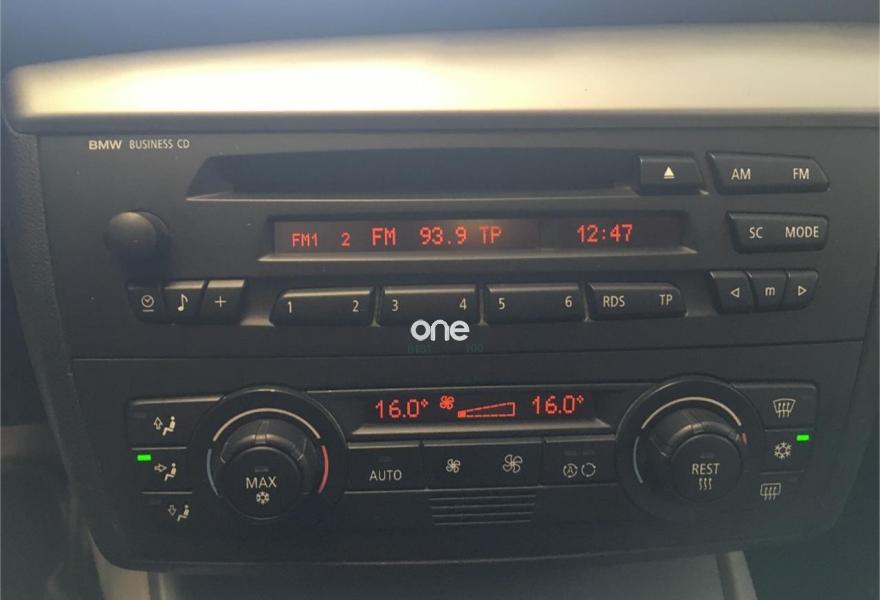 BMW BUSINESS CD
AM FM
FM1 2 FM 93.9 TP 12:47
SC MODE
1 2 3 4 5 6 RDS TP m
one
16.0° 16.0°
AUTO
MAX
REST